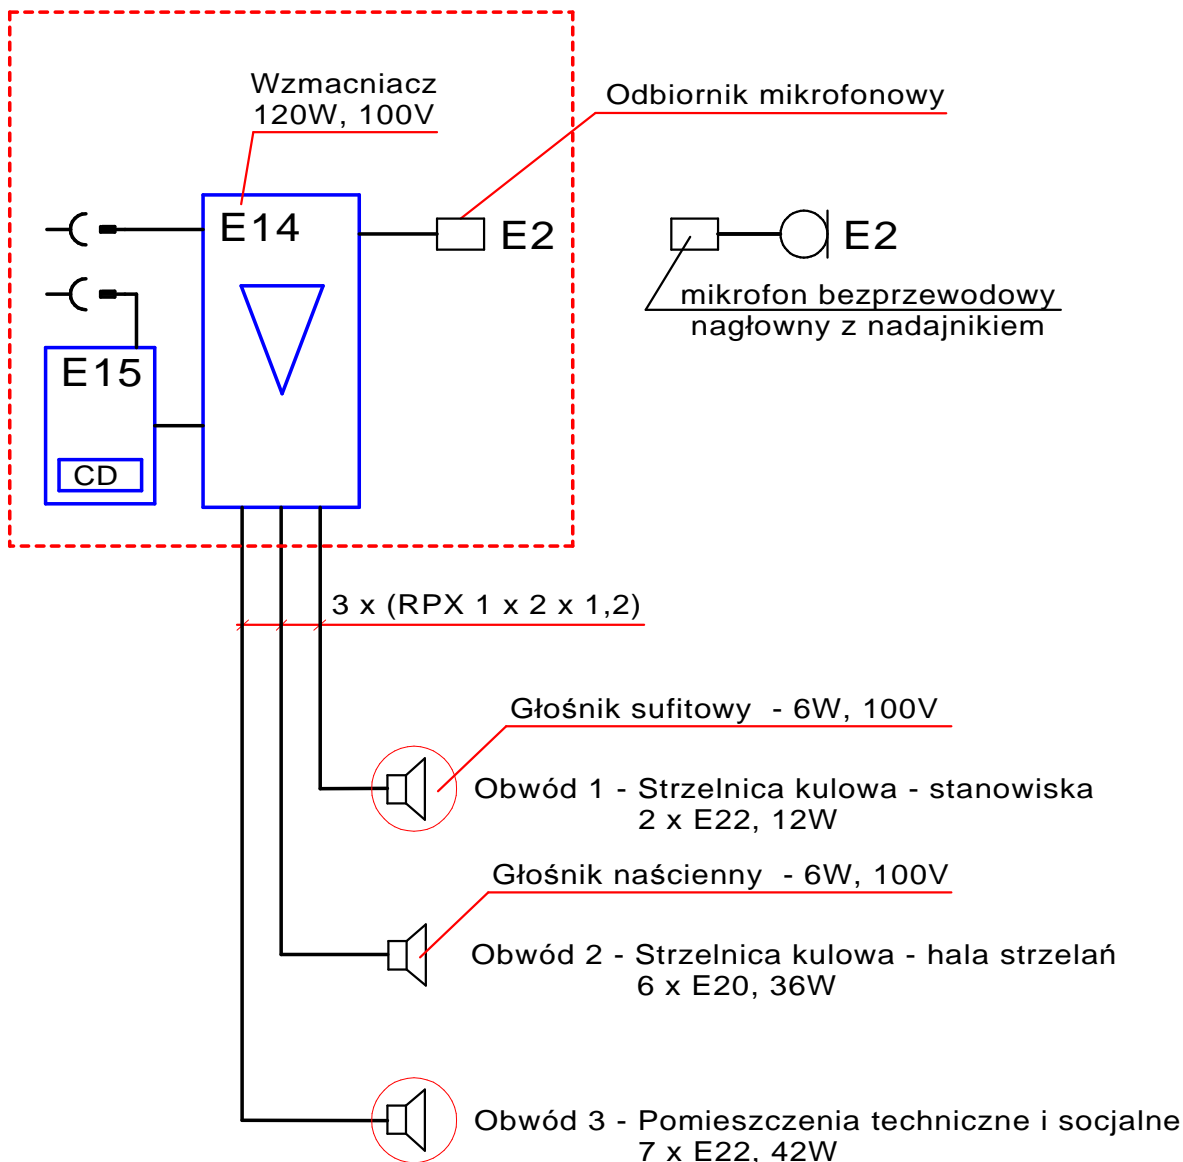 Wzmacniacz
120W, 100V
Odbiornik mikrofonowy
E14
E2
E2
mikrofon bezprzewodowy
nagłowny z nadajnikiem
E15
CD
3 x (RPX 1 x 2 x 1,2)
Głośnik sufitowy - 6W, 100V
Obwód 1 - Strzelnica kulowa - stanowiska
2 x E22, 12W
Głośnik naścienny - 6W, 100V
Obwód 2 - Strzelnica kulowa - hala strzelań
6 x E20, 36W
Obwód 3 - Pomieszczenia techniczne i socjalne
7 x E22, 42W